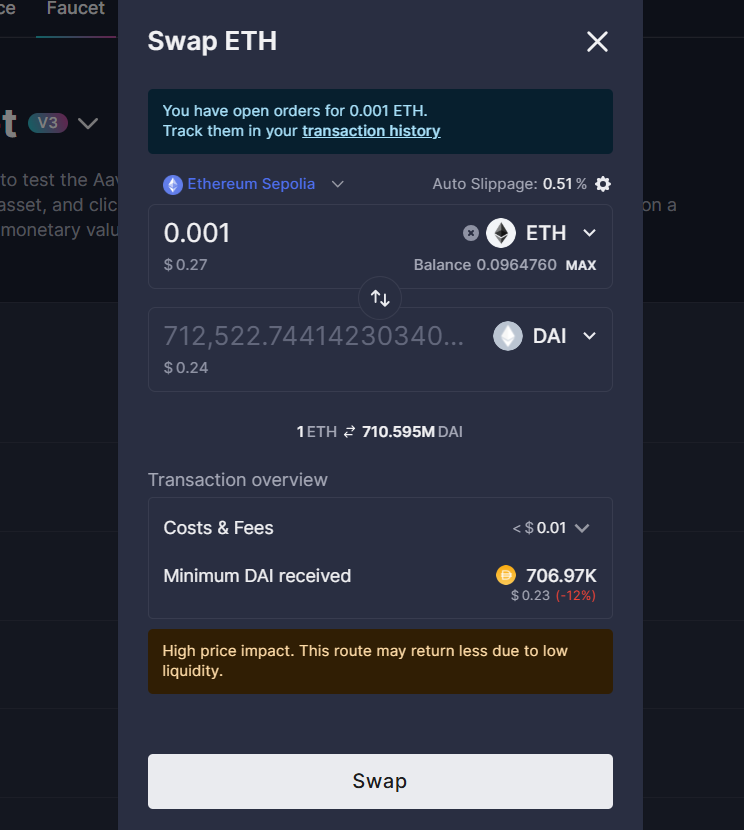 ce Faucet
Swap ETH
You have open orders for 0.001 ETH.
Track them in your transaction history
t V3
Ethereum Sepolia Auto Slippage: 0.51 %
to test the Aav
asset, and clic on a
monetary valu
0.001 ETH
$ 0.27 Balance 0.0964760 MAX
712,522.74414230340... DAI
$ 0.24
1 ETH ⇄ 710.595M DAI
Transaction overview
Costs & Fees < $ 0.01
Minimum DAI received 706.97K
$ 0.23 (-12%)
High price impact. This route may return less due to low
liquidity.
Swap